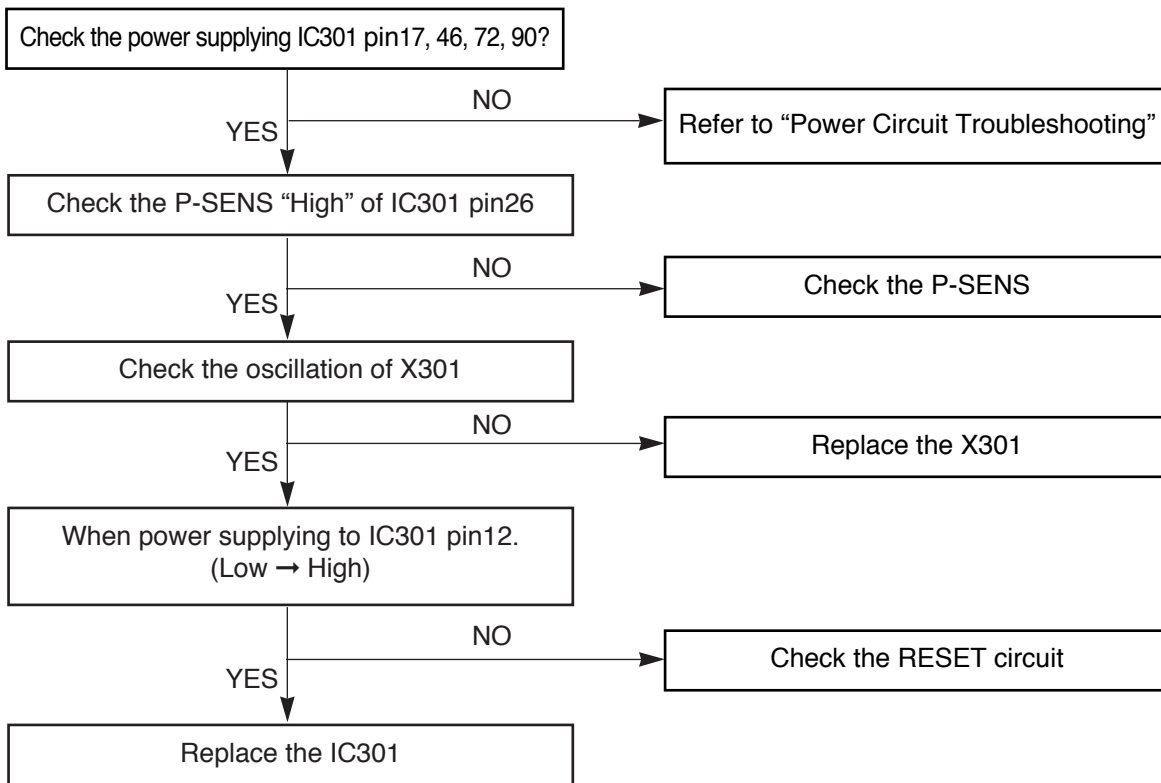 Check the power supplying IC301 pin17, 46, 72, 90?
NO
YES
Refer to “Power Circuit Troubleshooting”
Check the P-SENS “High” of IC301 pin26
NO
YES
Check the P-SENS
Check the oscillation of X301
NO
YES
Replace the X301
When power supplying to IC301 pin12.
(Low → High)
NO
YES
Check the RESET circuit
Replace the IC301